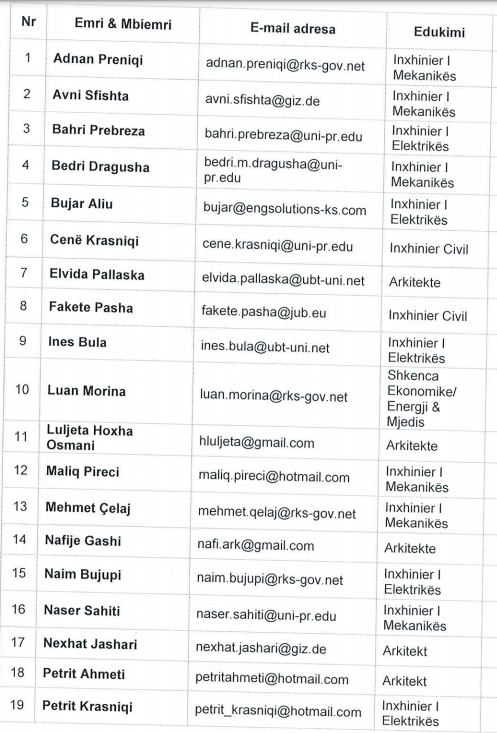 Nr Emri & Mbiemri E-mail adresa Edukimi
1 Adnan Preniqi adnan.preniqi@rks-gov.net Inxhinier I
Mekanikës
2 Avni Sfishta avni.sfishta@giz.de Inxhinier I
Mekanikës
3 Bahri Prebreza bahri.prebreza@uni-pr.edu Inxhinier I
Elektrikës
4 Bedri Dragusha bedri.m.dragusha@uni-
pr.edu Inxhinier I
Mekanikës
5 Bujar Aliu bujar@engsolutions-ks.com Inxhinier I
Elektrikës
6 Cenë Krasniqi cene.krasniqi@uni-pr.edu Inxhinier Civil
7 Elvida Pallaska elvida.pallaska@ubt-uni.net Arkitekte
8 Fakete Pasha fakete.pasha@jub.eu Inxhinier Civil
9 Ines Bula ines.bula@ubt-uni.net Inxhinier I
Elektrikës
10 Luan Morina luan.morina@rks-gov.net Shkenca
Ekonomike/
Energji &
Mjedis
11 Luljeta Hoxha
Osmani hluljeta@gmail.com Arkitekte
12 Maliq Pireci maliq.pireci@hotmail.com Inxhinier I
Mekanikës
13 Mehmet Çelaj mehmet.qelaj@rks-gov.net Inxhinier I
Mekanikës
14 Nafije Gashi nafi.ark@gmail.com Arkitekte
15 Naim Bujupi naim.bujupi@rks-gov.net Inxhinier I
Elektrikës
16 Naser Sahiti naser.sahiti@uni-pr.edu Inxhinier I
Mekanikës
17 Nexhat Jashari nexhat.jashari@giz.de Arkitekt
18 Petrit Ahmeti petritahmeti@hotmail.com Arkitekt
19 Petrit Krasniqi petrit_krasniqi@hotmail.com Inxhinier I
Elektrikës